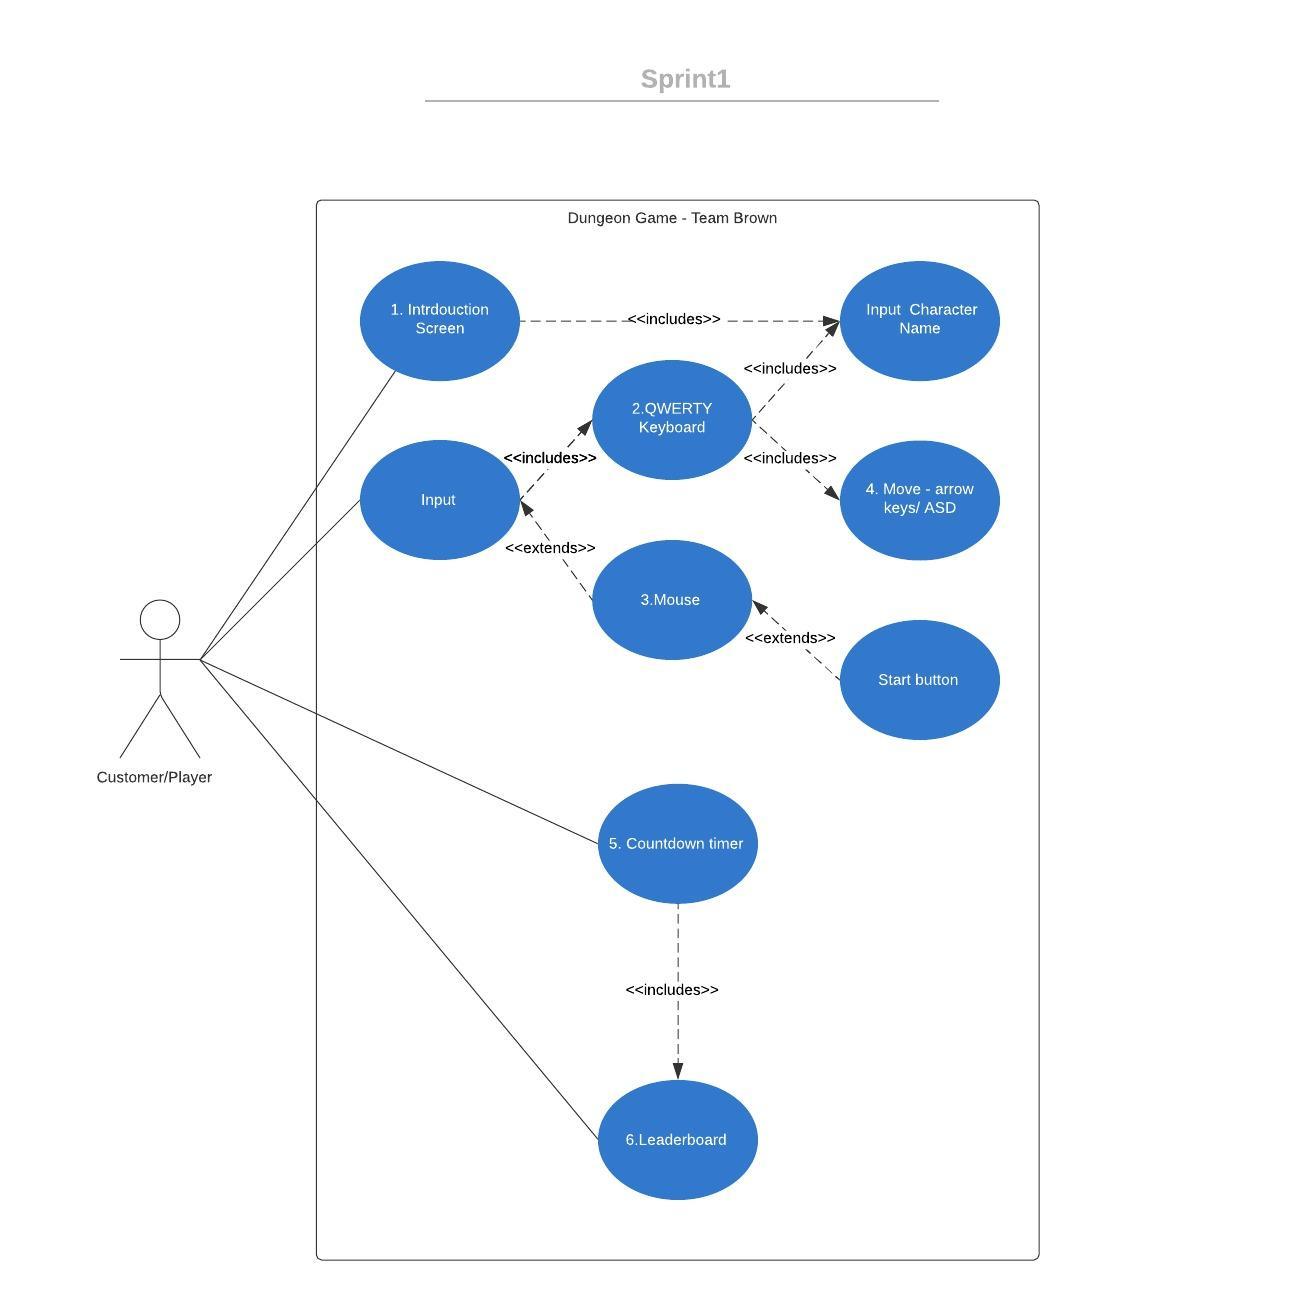 Sprint1
Dungeon Game - Team Brown
1. Intrdouction
Screen
<<includes>>
Input  Character
Name
<<includes>>
2.QWERTY
Keyboard
<<includes>>
<<includes>>
4. Move - arrow
keys/ ASD
Input
<<extends>>
3.Mouse
<<extends>>
Start button
Customer/Player
5. Countdown timer
<<includes>>
6.Leaderboard